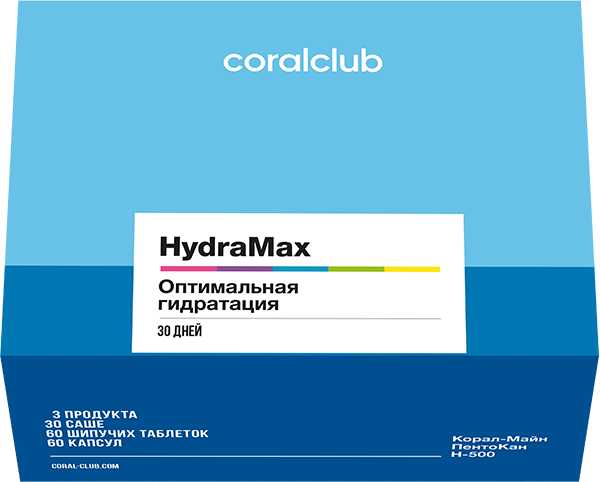 coralclub
HydraMax
Оптимальная
гидратация
30 ДНЕЙ
3 ПРОДУКТА
30 САШЕ
60 ШИПУЧИХ ТАБЛЕТОК
60 КАПСУЛ
CORAL-CLUB.COM
Корал-Майн
ПентоКан
H-500